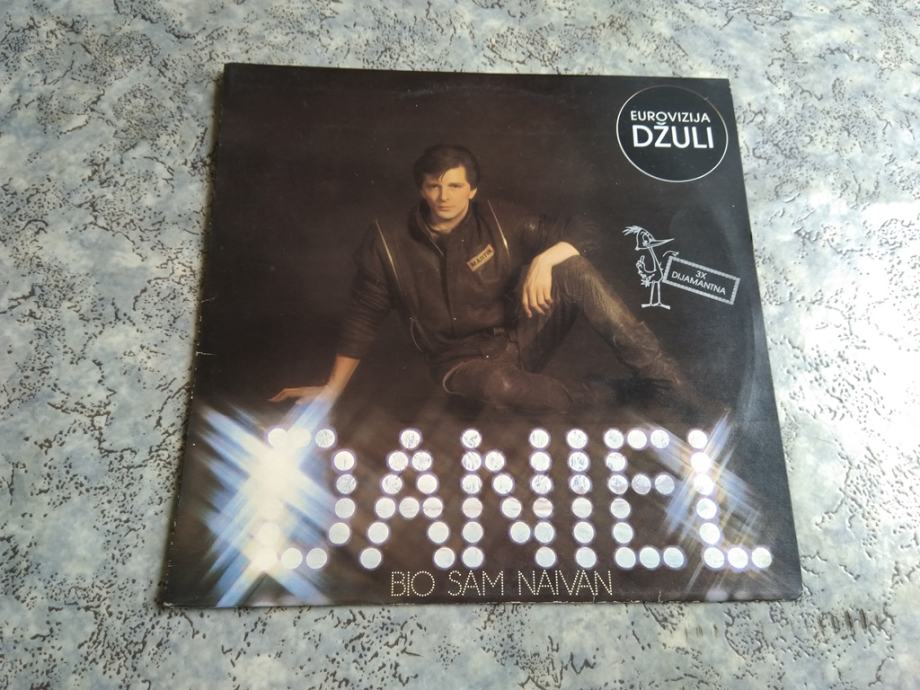 EUROVIZIJA
DŽULI
3X
DIJAMANTNA
DANIEL
BIO SAM NAIVAN